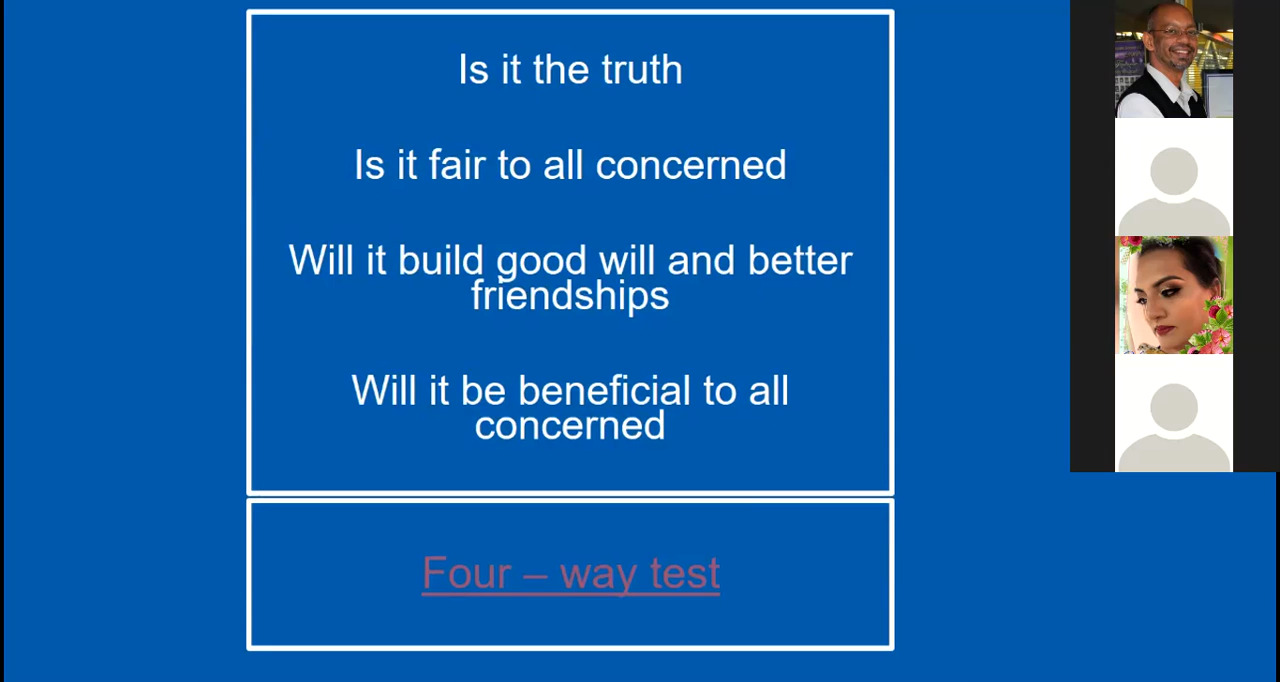 Is it the truth
Is it fair to all concerned
Will it build good will and better
friendships
Will it be beneficial to all
concerned
Four – way test